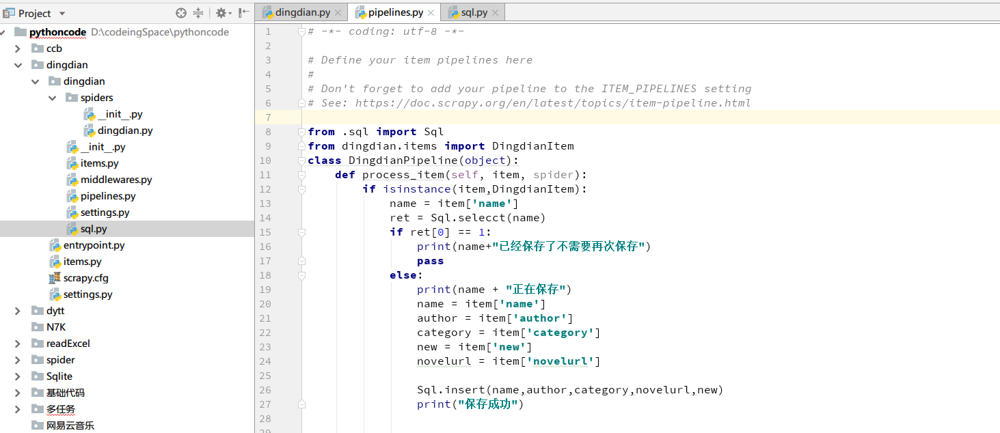 Project
dingdian.py
pipelines.py
sql.py
pythoncode D:\codeingSpace\pythoncode
ccb
dingdian
dingdian
spiders
__init__.py
dingdian.py
__init__.py
items.py
middlewares.py
pipelines.py
settings.py
sql.py
entrypoint.py
items.py
scrapy.cfg
settings.py
dytt
N7K
readExcel
spider
Sqlite
基础代码
多任务
网易云音乐
1 # -*- coding: utf-8 -*-
2
3 # Define your item pipelines here
4 #
5 # Don't forget to add your pipeline to the ITEM_PIPELINES setting
6 # See: https://doc.scrapy.org/en/latest/topics/item-pipeline.html
7
8 from .sql import Sql
9 from dingdian.items import DingdianItem
10 class DingdianPipeline(object):
11 def process_item(self, item, spider):
12 if isinstance(item,DingdianItem):
13 name = item['name']
14 ret = Sql.selecct(name)
15 if ret[0] == 1:
16 print(name+"已经保存了不需要再次保存")
17 pass
18 else:
19 print(name + "正在保存")
20 name = item['name']
21 author = item['author']
22 category = item['category']
23 new = item['new']
24 novelurl = item['novelurl']
25
26 Sql.insert(name,author,category,novelurl,new)
27 print("保存成功")
28
29